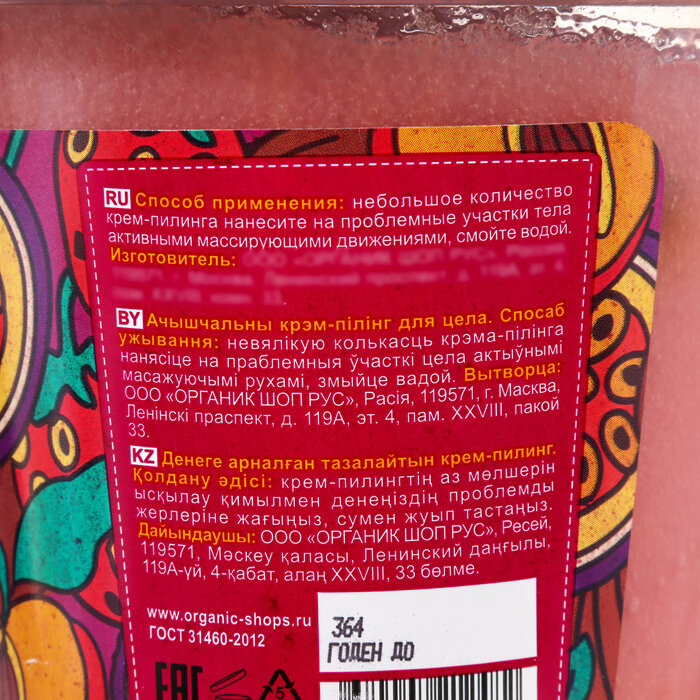 RU Способ применения: небольшое количество
крем-пилинга нанесите на проблемные участки тела
активными массирующими движениями, смойте водой.
Изготовитель:
BY Ачышчальны крэм-пілінг для цела. Спосаб
ужывання: невялікую колькасць крэма-пілінга
нанясіце на праблемныя ўчасткі цела актыўнымі
масажуючымі рухамі, змыйце вадой. Вытворца:
ООО «ОРГАНИК ШОП РУС», Расія, 119571, г. Масква,
Ленінскі праспект, д. 119А, эт. 4, пам. XXVIII, пакой
33.
KZ Денеге арналған тазалайтын крем-пилинг.
Қолдану әдісі: крем-пилингтің аз мөлшерін
ысқылау қимылмен дененіздің проблемды
жерлеріне жағыңыз, сумен жуып тастаңыз.
Дайындаушы: ООО «ОРГАНИК ШОП РУС», Ресей,
119571, Мәскеу қаласы, Ленинский даңғылы,
119А-үй, 4-қабат, алаң XXVIII, 33 бөлме.
www.organic-shops.ru
ГОСТ 31460-2012
364
ГОДЕН ДО
EAC
5